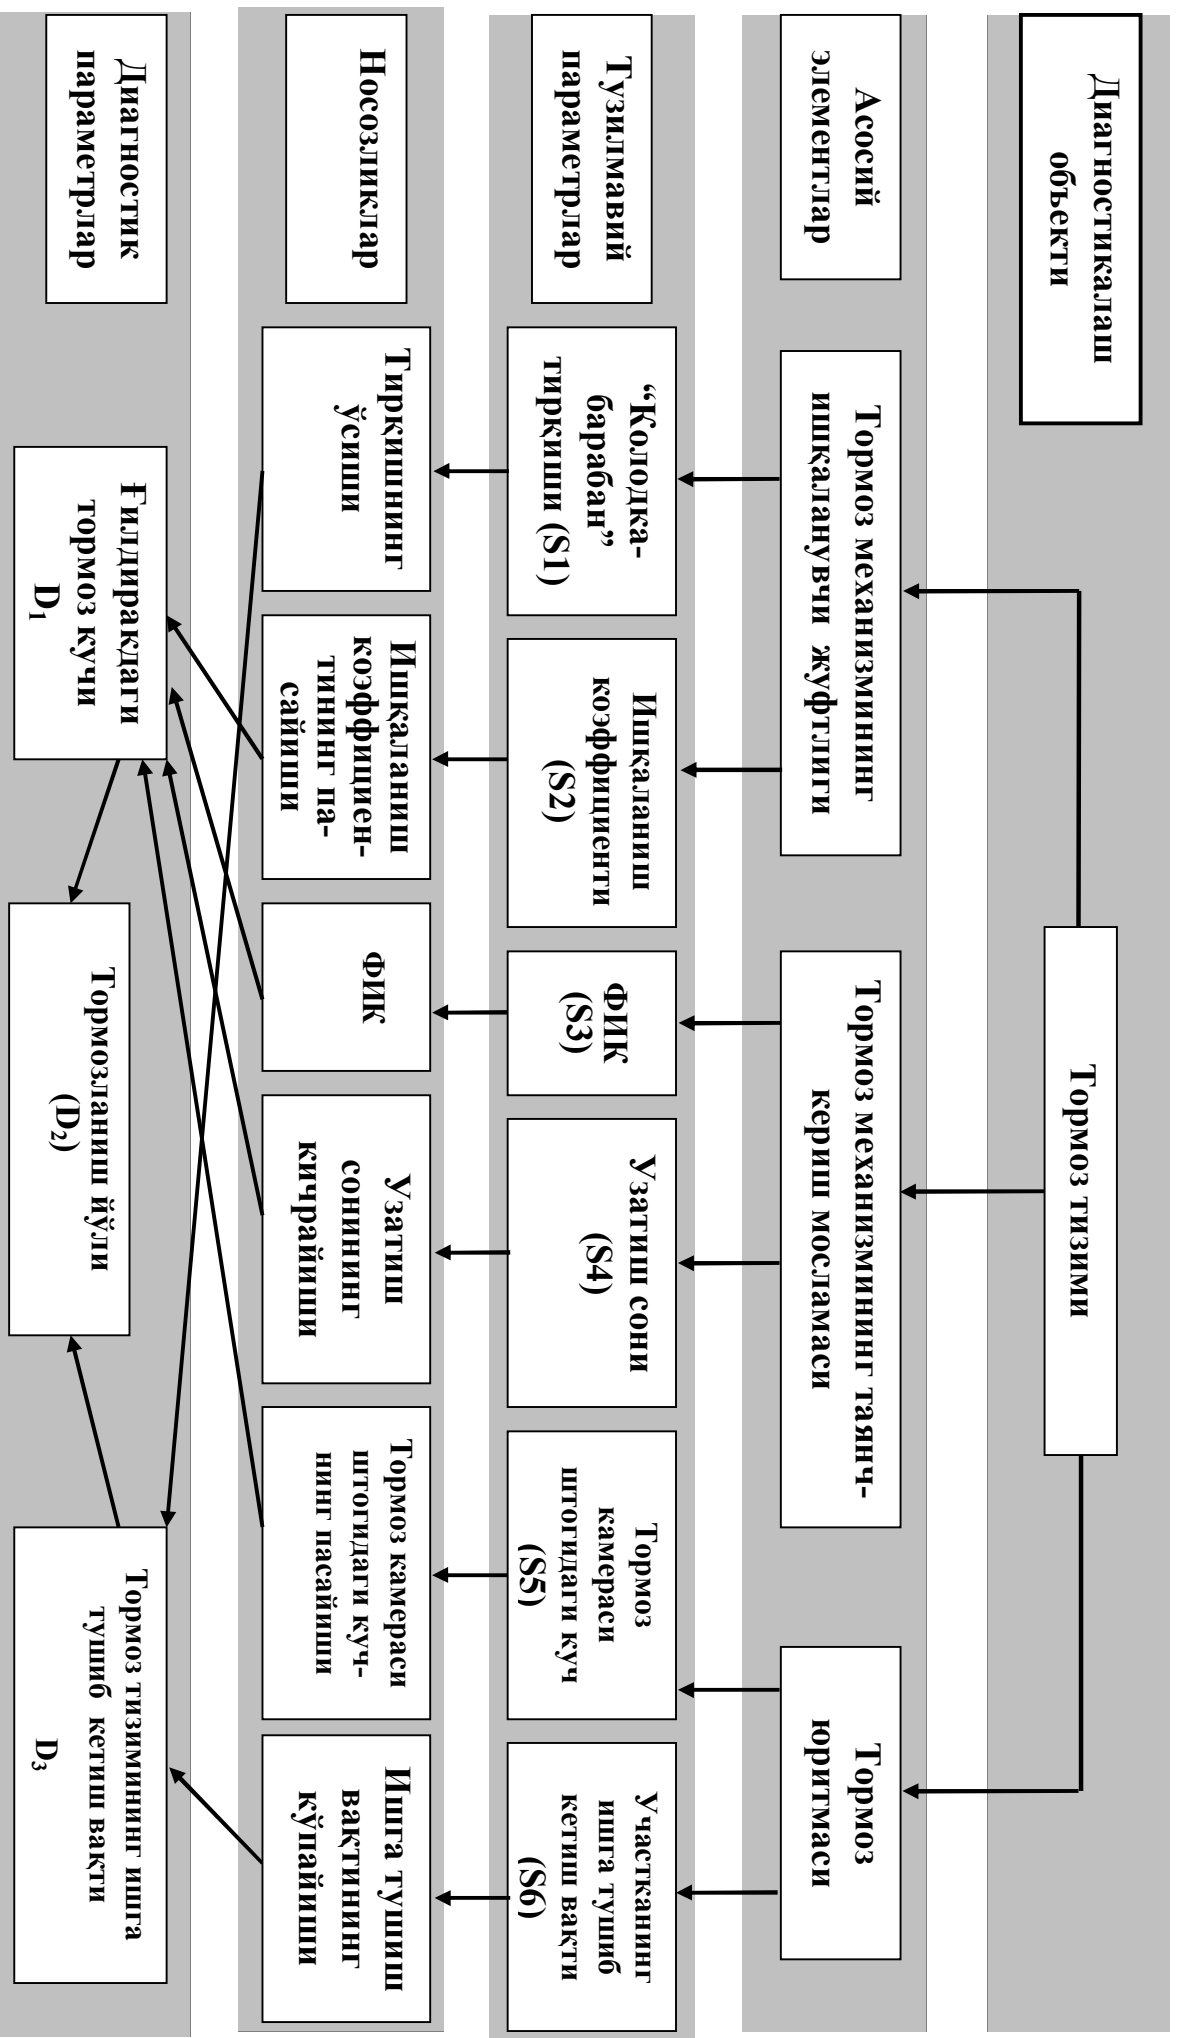 Диагностикалаш
объекти
Тормоз тизими
Асосий
элементлар
Тормоз механизмининг
ишқаланувчи жуфтлиги
Тормоз механизмининг таянч-
кериш мосламаси
Тормоз
юритмаси
Тузилмавий
параметрлар
“Колодка-
барабан”
тирқиши (S1)
Ишқаланиш
коэффициенти
(S2)
ФИК
(S3)
Узатиш сони
(S4)
Тормоз
камераси
штогидаги куч
(S5)
Участканинг
ишга тушиб
кетиш вақти
(S6)
Носозликлар
Тирқишнинг
ўсиши
Ишқаланиш
коэффициен-
тининг па-
сайиши
ФИК
Узатиш
сонининг
кичрайиши
Тормоз камераси
штогидаги куч-
нинг пасайиши
Ишга тушиш
вақтининг
кўпайиши
Диагностик
параметрлар
Ғилдиракдаги
тормоз кучи
D₁
Тормозланиш йўли
(D₂)
Тормоз тизимининг ишга
тушиб кетиш вақти
D₃